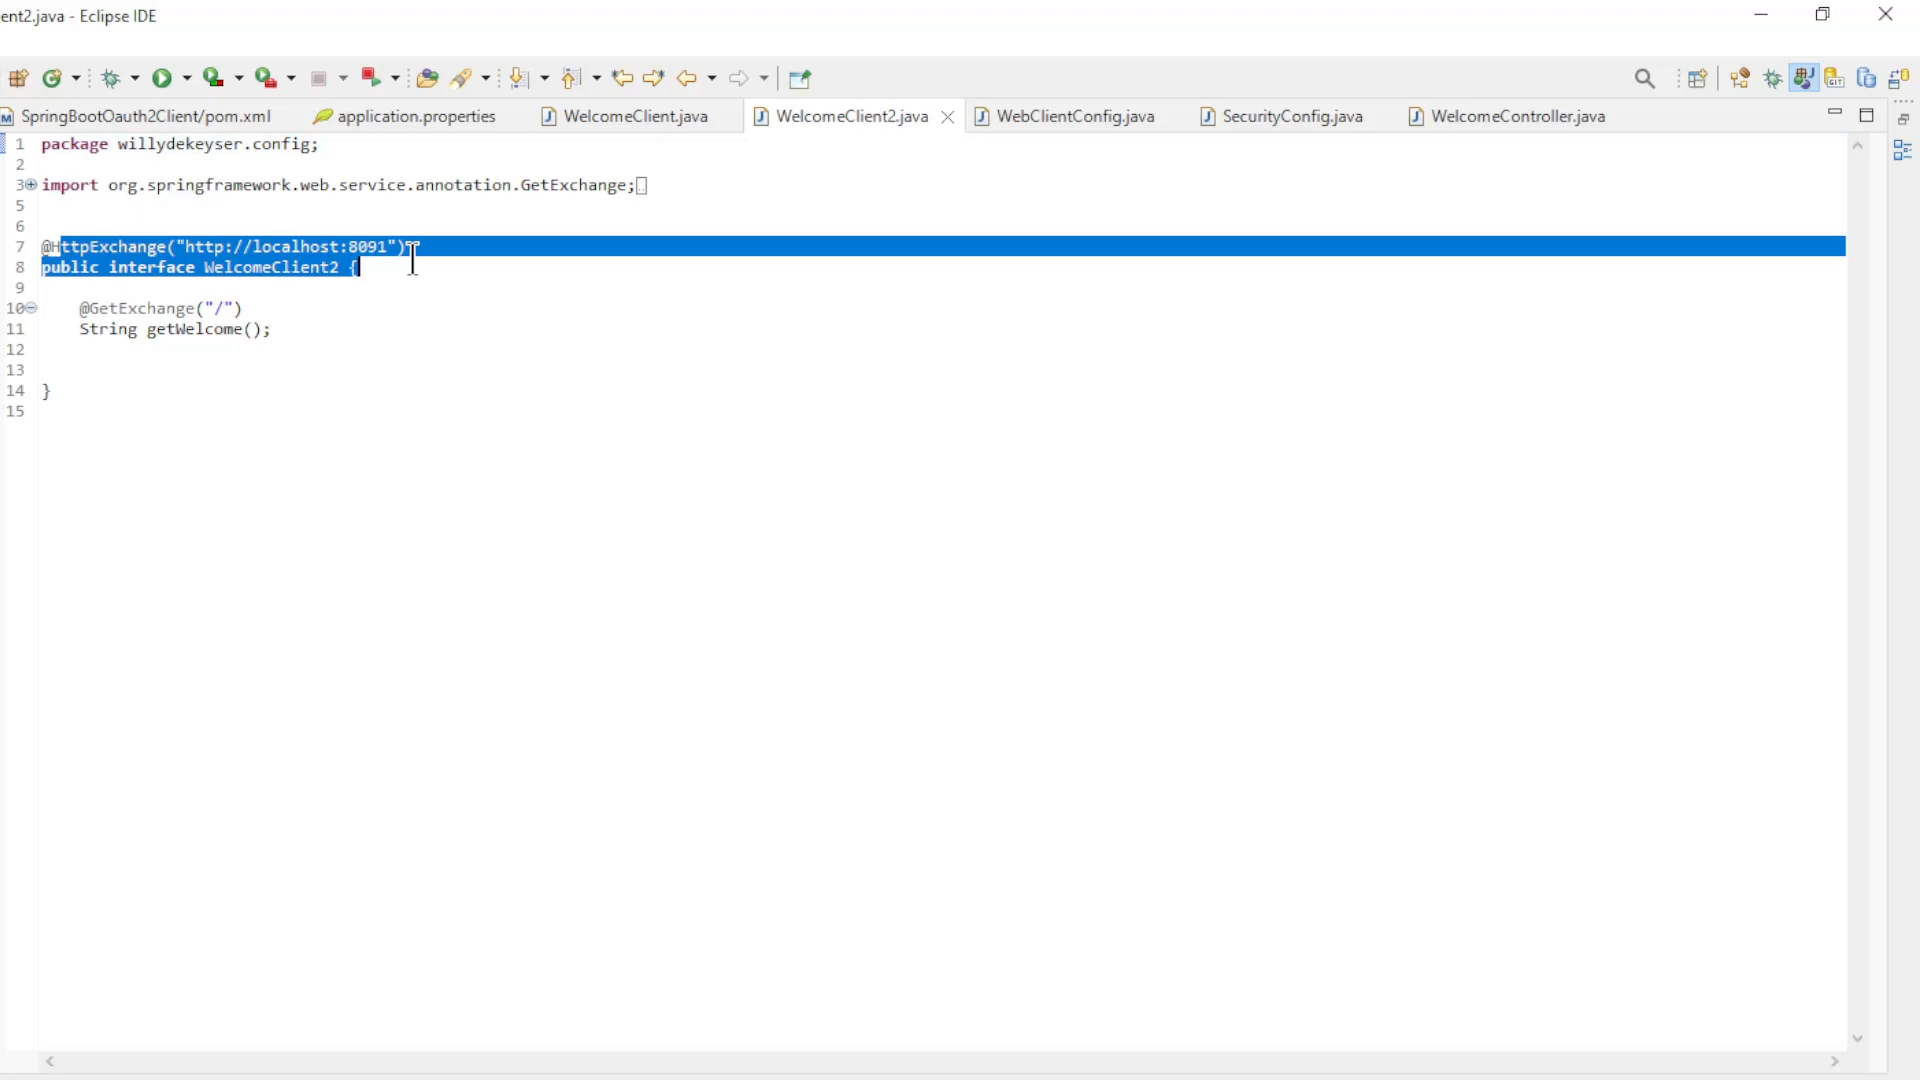 ent2.java - Eclipse IDE
SpringBootOauth2Client/pom.xml application.properties WelcomeClient.java WelcomeClient2.java WebClientConfig.java SecurityConfig.java WelcomeController.java
1 package willydekeyser.config;
2
3 import org.springframework.web.service.annotation.GetExchange;
5
6
7 @HttpExchange("http://localhost:8091")
8 public interface WelcomeClient2 {
9
10 @GetExchange("/")
11 String getWelcome();
12
13
14 }
15